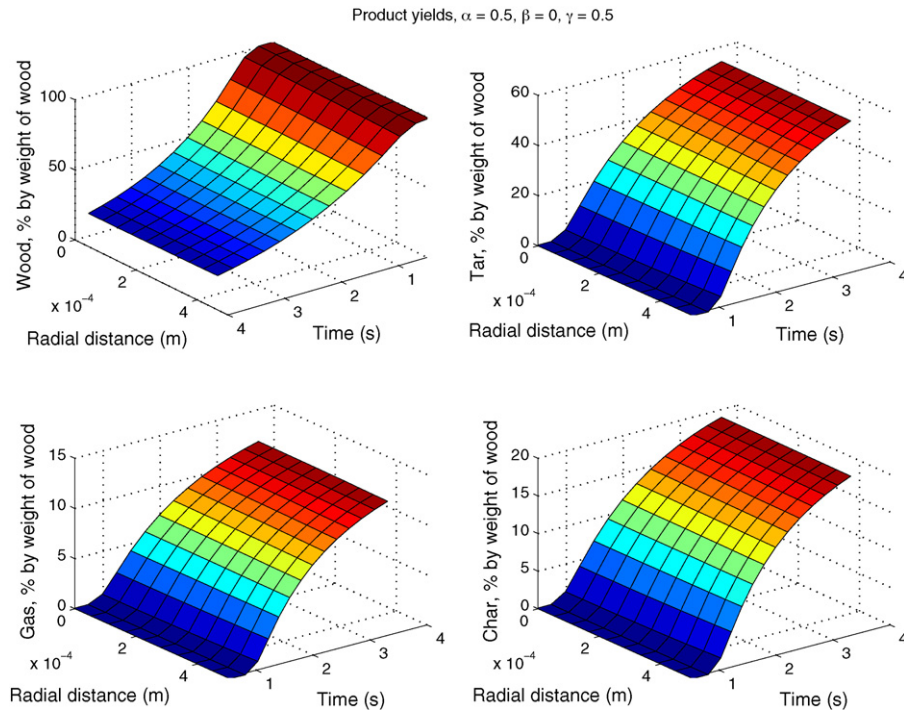 Product yields, α = 0.5, β = 0, γ = 0.5
Wood, % by weight of wood
100
50
0
0
2
4
x 10⁻⁴
Radial distance (m)
4
3
2
1
Time (s)
Tar, % by weight of wood
60
40
20
0
0
2
4
x 10⁻⁴
Radial distance (m)
1
2
3
4
Time (s)
Gas, % by weight of wood
15
10
5
0
0
2
4
x 10⁻⁴
Radial distance (m)
1
2
3
4
Time (s)
Char, % by weight of wood
20
15
10
5
0
0
2
4
x 10⁻⁴
Radial distance (m)
1
2
3
4
Time (s)